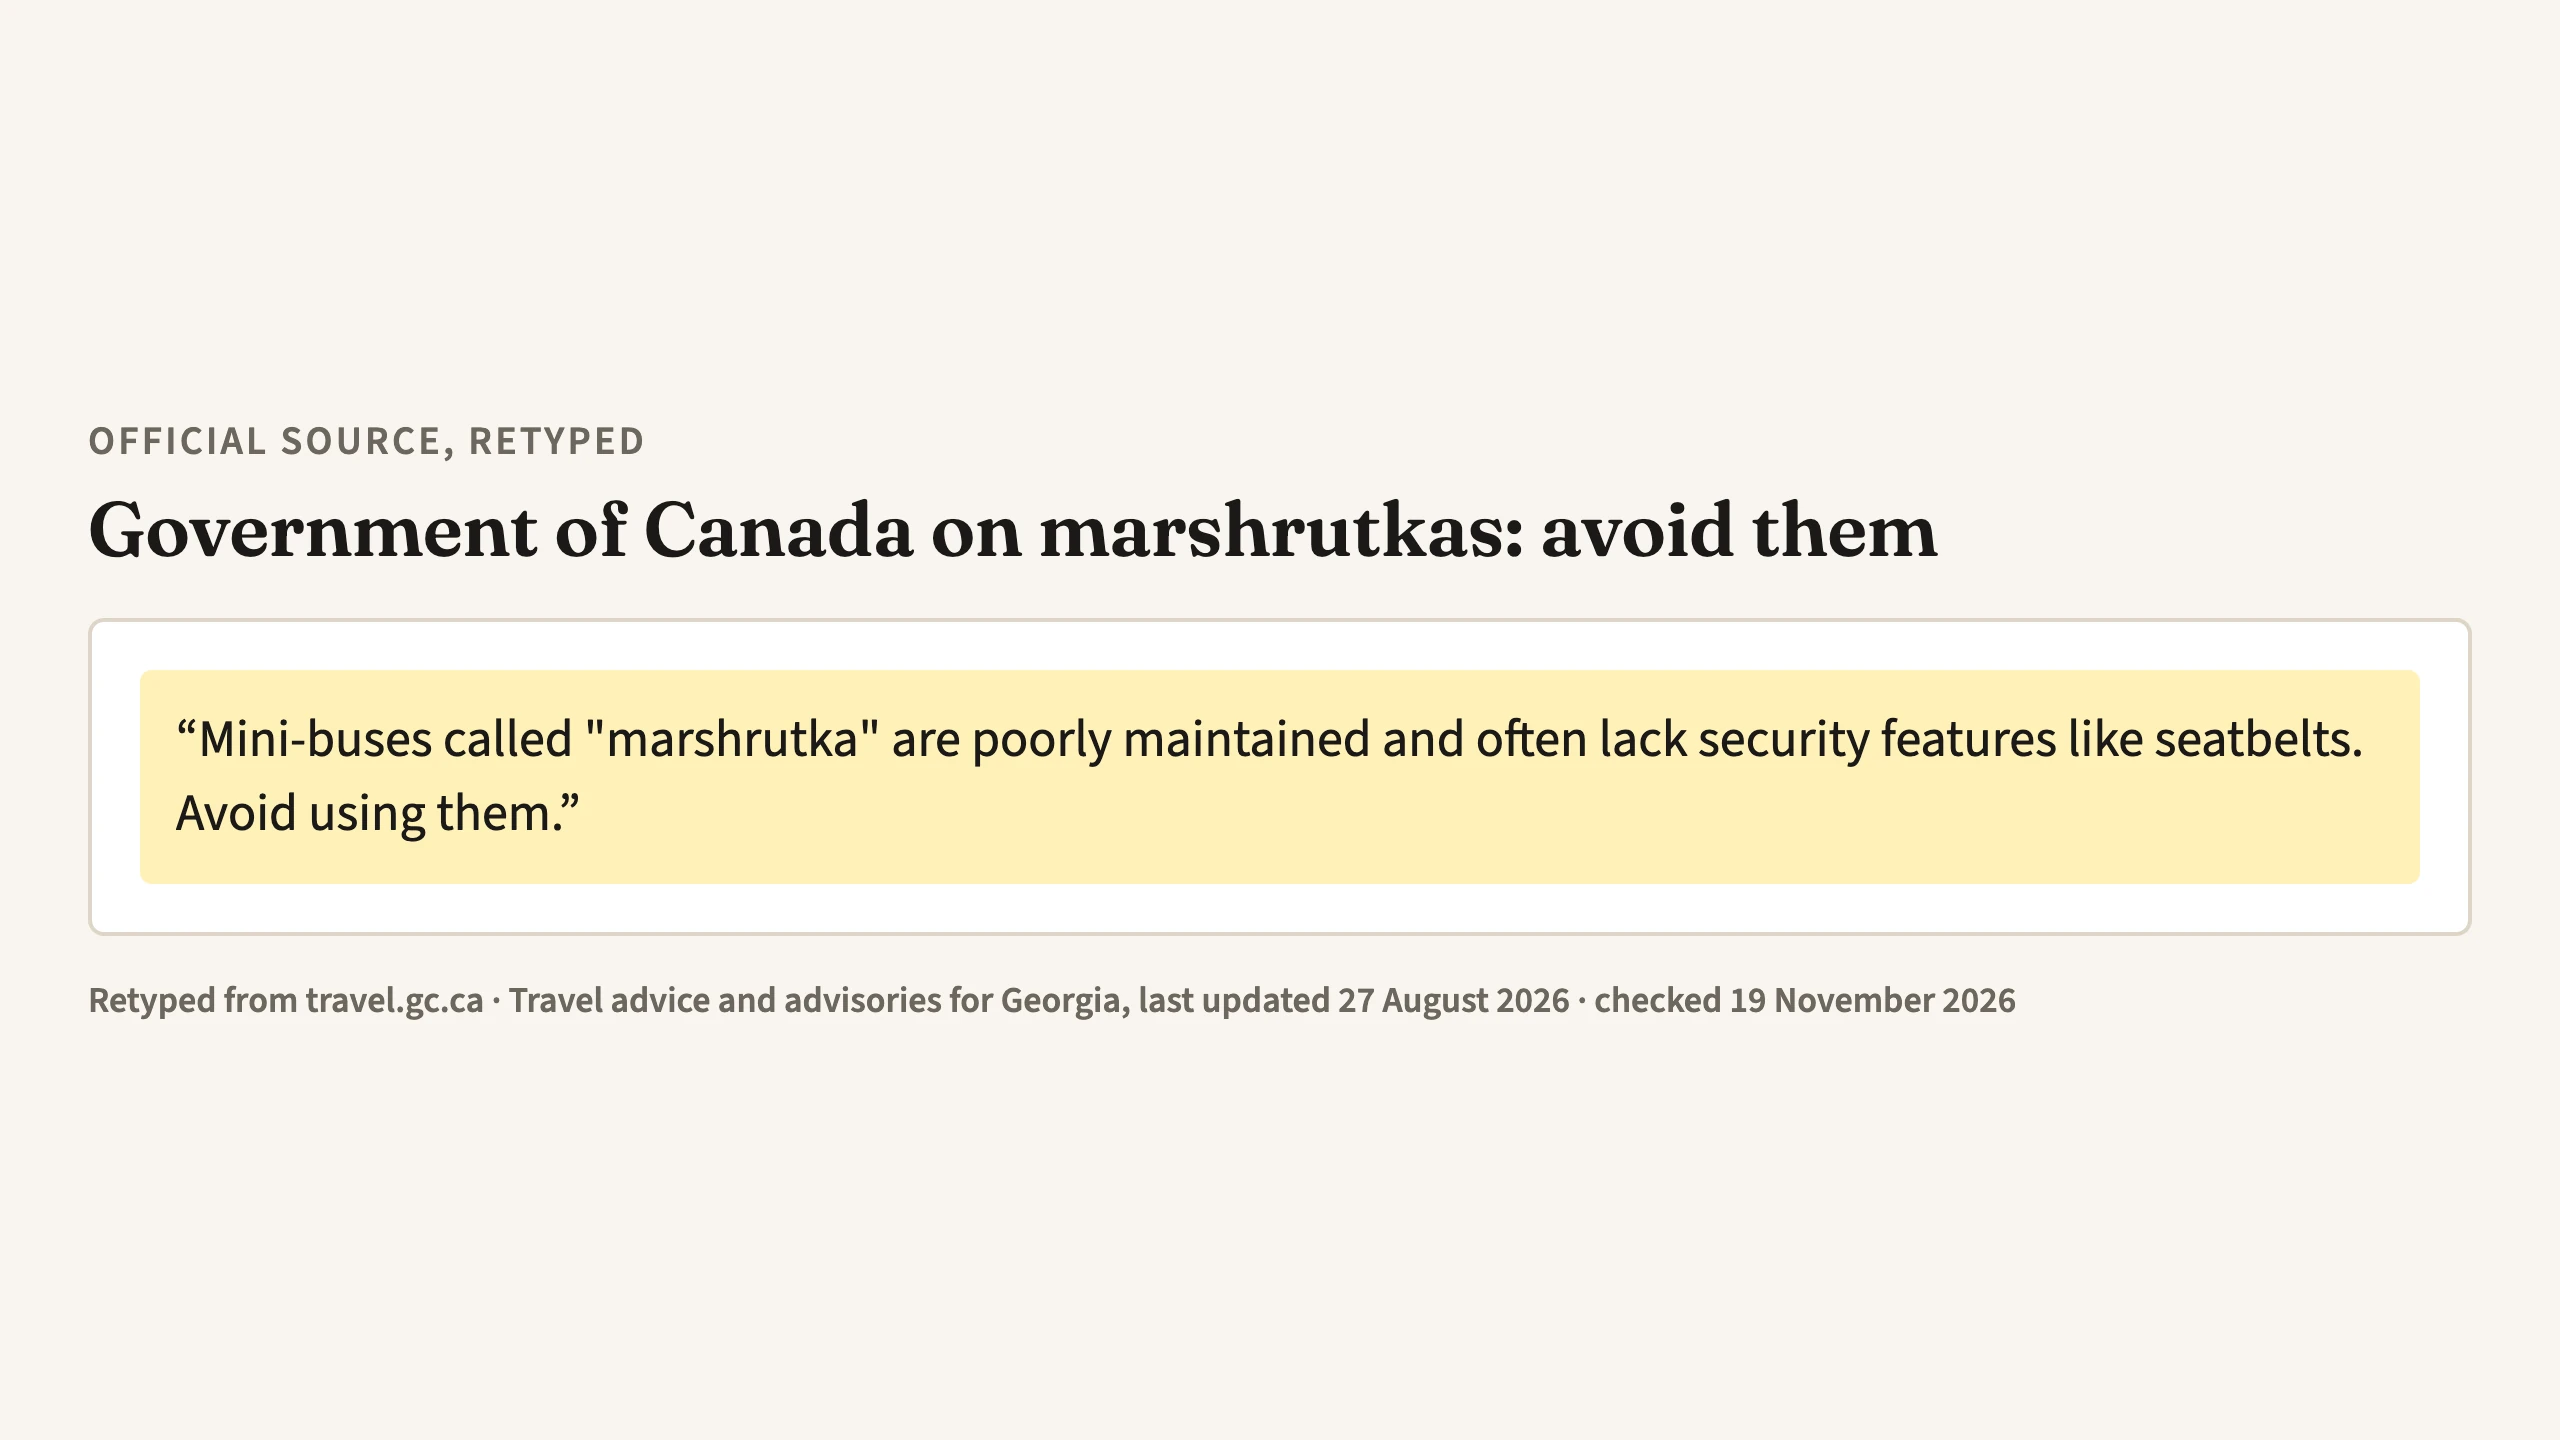 OFFICIAL SOURCE, RETYPED
Government of Canada on marshrutkas: avoid them
“Mini-buses called "marshrutka" are poorly maintained and often lack security features like seatbelts.
Avoid using them.”
Retyped from travel.gc.ca · Travel advice and advisories for Georgia, last updated 27 August 2026 · checked 19 November 2026